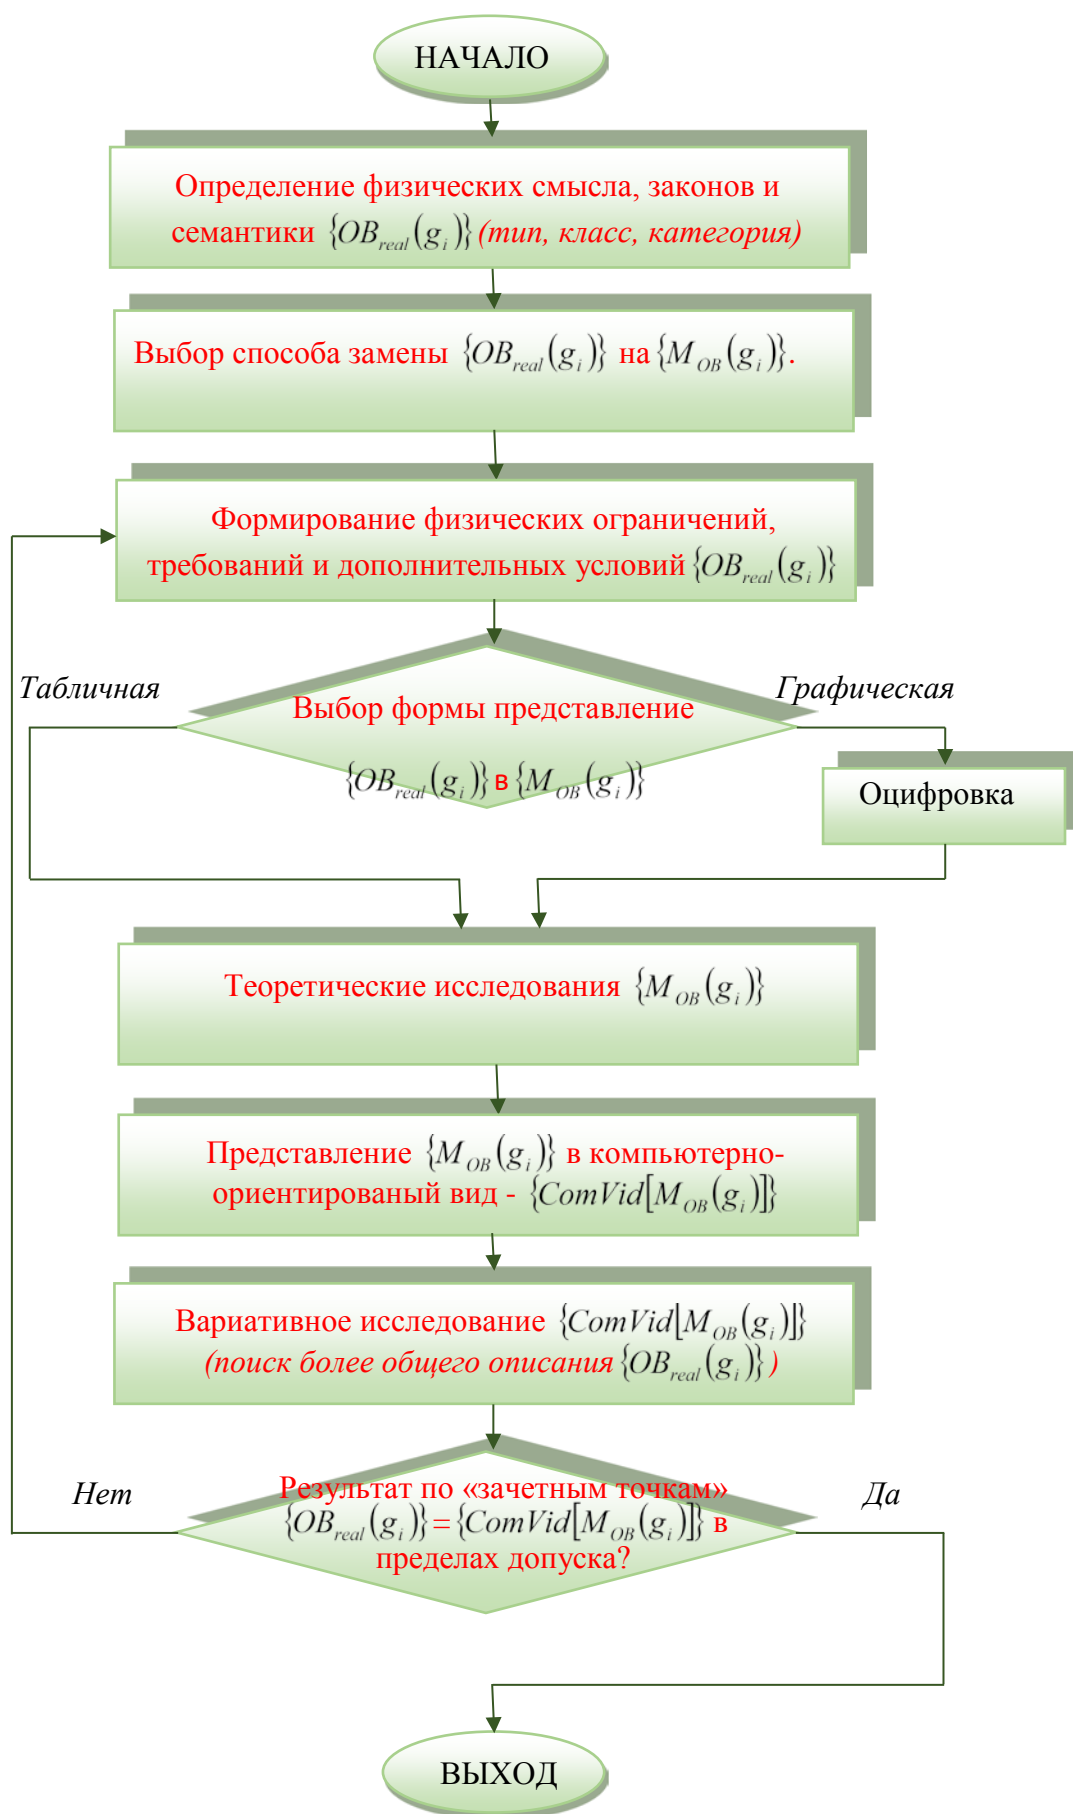 НАЧАЛО
Определение физических смысла, законов и
семантики {OB_real(g_i)} (тип, класс, категория)
Выбор способа замены {OB_real(g_i)} на {M_OB(g_i)}.
Формирование физических ограничений,
требований и дополнительных условий {OB_real(g_i)}
Табличная
Графическая
Выбор формы представление
{OB_real(g_i)} в {M_OB(g_i)}
Оцифровка
Теоретические исследования {M_OB(g_i)}
Представление {M_OB(g_i)} в компьютерно-
ориентированый вид - {ComVid[M_OB(g_i)]}
Вариативное исследование {ComVid[M_OB(g_i)]}
(поиск более общего описания {OB_real(g_i)})
Нет
Да
Результат по «зачетным точкам»
{OB_real(g_i)} = {ComVid[M_OB(g_i)]} в
пределах допуска?
ВЫХОД